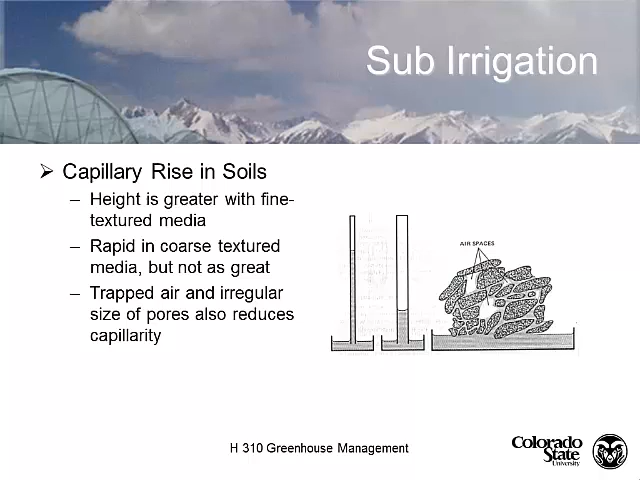 Sub Irrigation
➢ Capillary Rise in Soils
– Height is greater with fine-
textured media
– Rapid in coarse textured
media, but not as great
– Trapped air and irregular
size of pores also reduces
capillarity
AIR SPACES
H 310 Greenhouse Management
Colorado
State
University